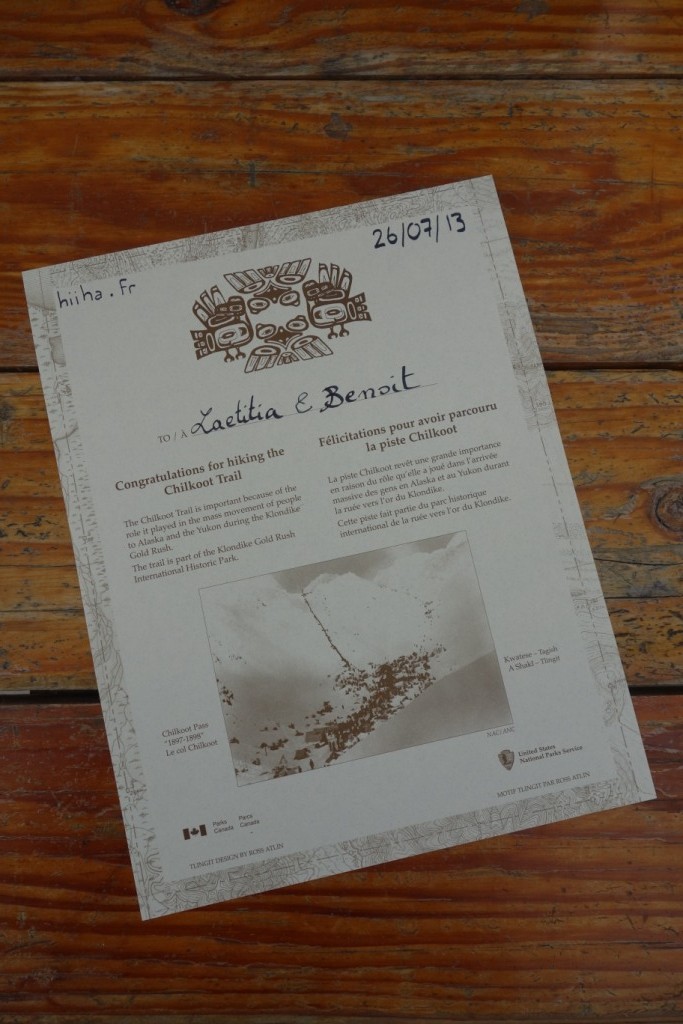 26/07/13
hiiha.fr
TO / À Laetitia & Benoit
Congratulations for hiking the
Chilkoot Trail
The Chilkoot Trail is important because of the
role it played in the mass movement of people
to Alaska and the Yukon during the Klondike
Gold Rush.
The trail is part of the Klondike Gold Rush
International Historic Park.
Félicitations pour avoir parcouru
la piste Chilkoot
La piste Chilkoot revêt une grande importance
en raison du rôle qu'elle a joué dans l'arrivée
massive des gens en Alaska et au Yukon durant
la ruée vers l'or du Klondike.
Cette piste fait partie du parc historique
international de la ruée vers l'or du Klondike.
Chilkoot Pass
"1897-1898"
Le col Chilkoot
- Tagish
A Shakî - Tlingit
United States
National Parks Service
Parks Canada
Parcs Canada
TLINGIT DESIGN BY ROSS ATLIN
MOTIF TLINGIT PAR ROSS ATLIN